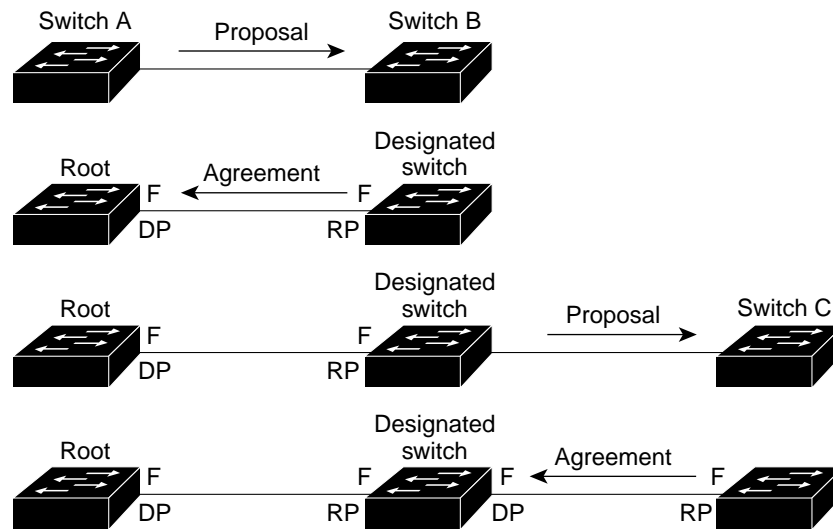 Switch A
Proposal
Switch B
Root
Agreement
Designated
switch
F
F
DP
RP
Root
Designated
switch
Proposal
Switch C
F
F
DP
RP
Root
Designated
switch
Agreement
F
F
F
F
DP
RP
DP
RP